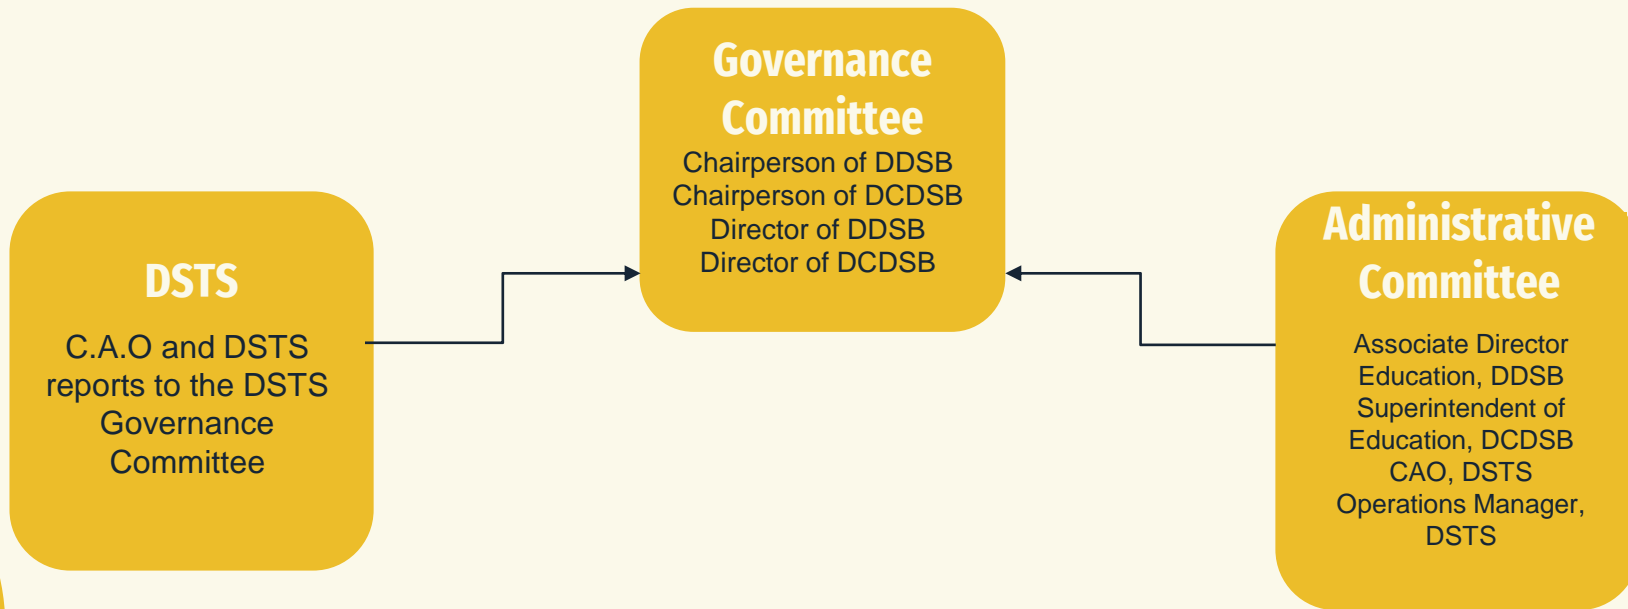 Governance
Committee
Chairperson of DDSB
Chairperson of DCDSB
Director of DDSB
Director of DCDSB
DSTS
C.A.O and DSTS
reports to the DSTS
Governance
Committee
Administrative
Committee
Associate Director
Education, DDSB
Superintendent of
Education, DCDSB
CAO, DSTS
Operations Manager,
DSTS